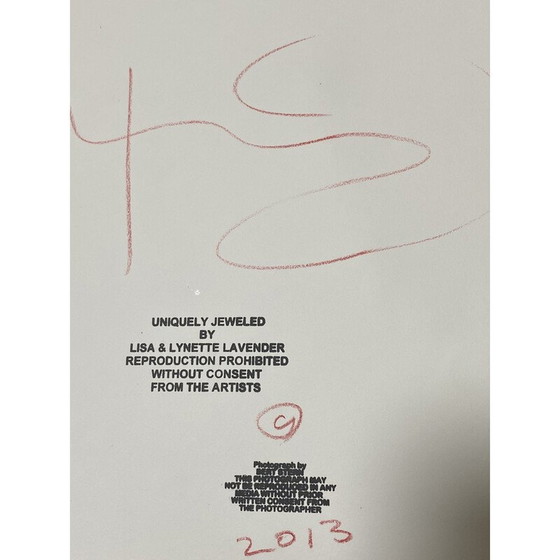 UNIQUELY JEWELED
BY
LISA & LYNETTE LAVENDER
REPRODUCTION PROHIBITED
WITHOUT CONSENT
FROM THE ARTISTS
Photograph by
BERT STERN
THIS PHOTOGRAPH MAY
NOT BE REPRODUCED IN ANY
MEDIA WITHOUT PRIOR
WRITTEN CONSENT FROM
THE PHOTOGRAPHER
2013